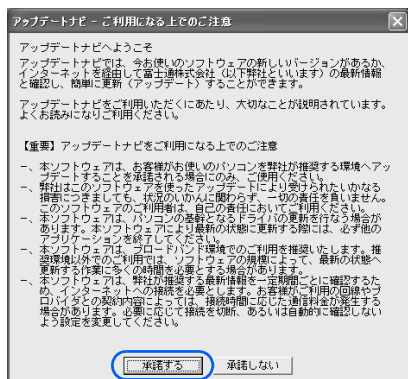 アップデートナビ - ご利用になる上でのご注意
アップデートナビへようこそ
アップデートナビでは、今お使いのソフトウェアの新しいバージョンがあるか、
インターネットを経由して富士通株式会社（以下弊社といいます）の最新情報
と確認し、簡単に更新（アップデート）することができます。
アップデートナビをご利用いただくにあたり、大切なことが説明されています。
よくお読みになりご利用ください。
【重要】アップデートナビをご利用になる上でのご注意
一、本ソフトウェアは、お客様がお使いのパソコンを弊社が推奨する環境へアッ
プデートすることを承諾される場合にのみ、ご使用ください。
一、弊社はこのソフトウェアを使ったアップデートにより受けられたいかなる
損害につきましても、状況のいかんに関わらず、一切の責任を負いません。
このソフトウェアのご利用者は、自己の責任においてご利用ください。
一、本ソフトウェアは、パソコンの基幹となるドライバの更新を行なう場合が
あります。本ソフトウェアにより最新の状態に更新する際には、必ず他の
アプリケーションを終了してください。
一、本ソフトウェアは、ブロードバンド環境でのご利用を推奨いたします。推
奨環境以外でのご利用では、ソフトウェアの規模によって、最新の状態へ
更新する作業に多くの時間を必要とする場合があります。
一、本ソフトウェアは、弊社が推奨する最新情報を一定期間ごとに確認するた
め、インターネットへの接続を必要とします。お客様がご利用の回線やプ
ロバイダとの契約内容によっては、接続時間に応じた通信料金が発生する
場合があります。必要に応じて接続を切断、あるいは自動的に確認しない
よう設定を変更してください。
承諾する 承諾しない